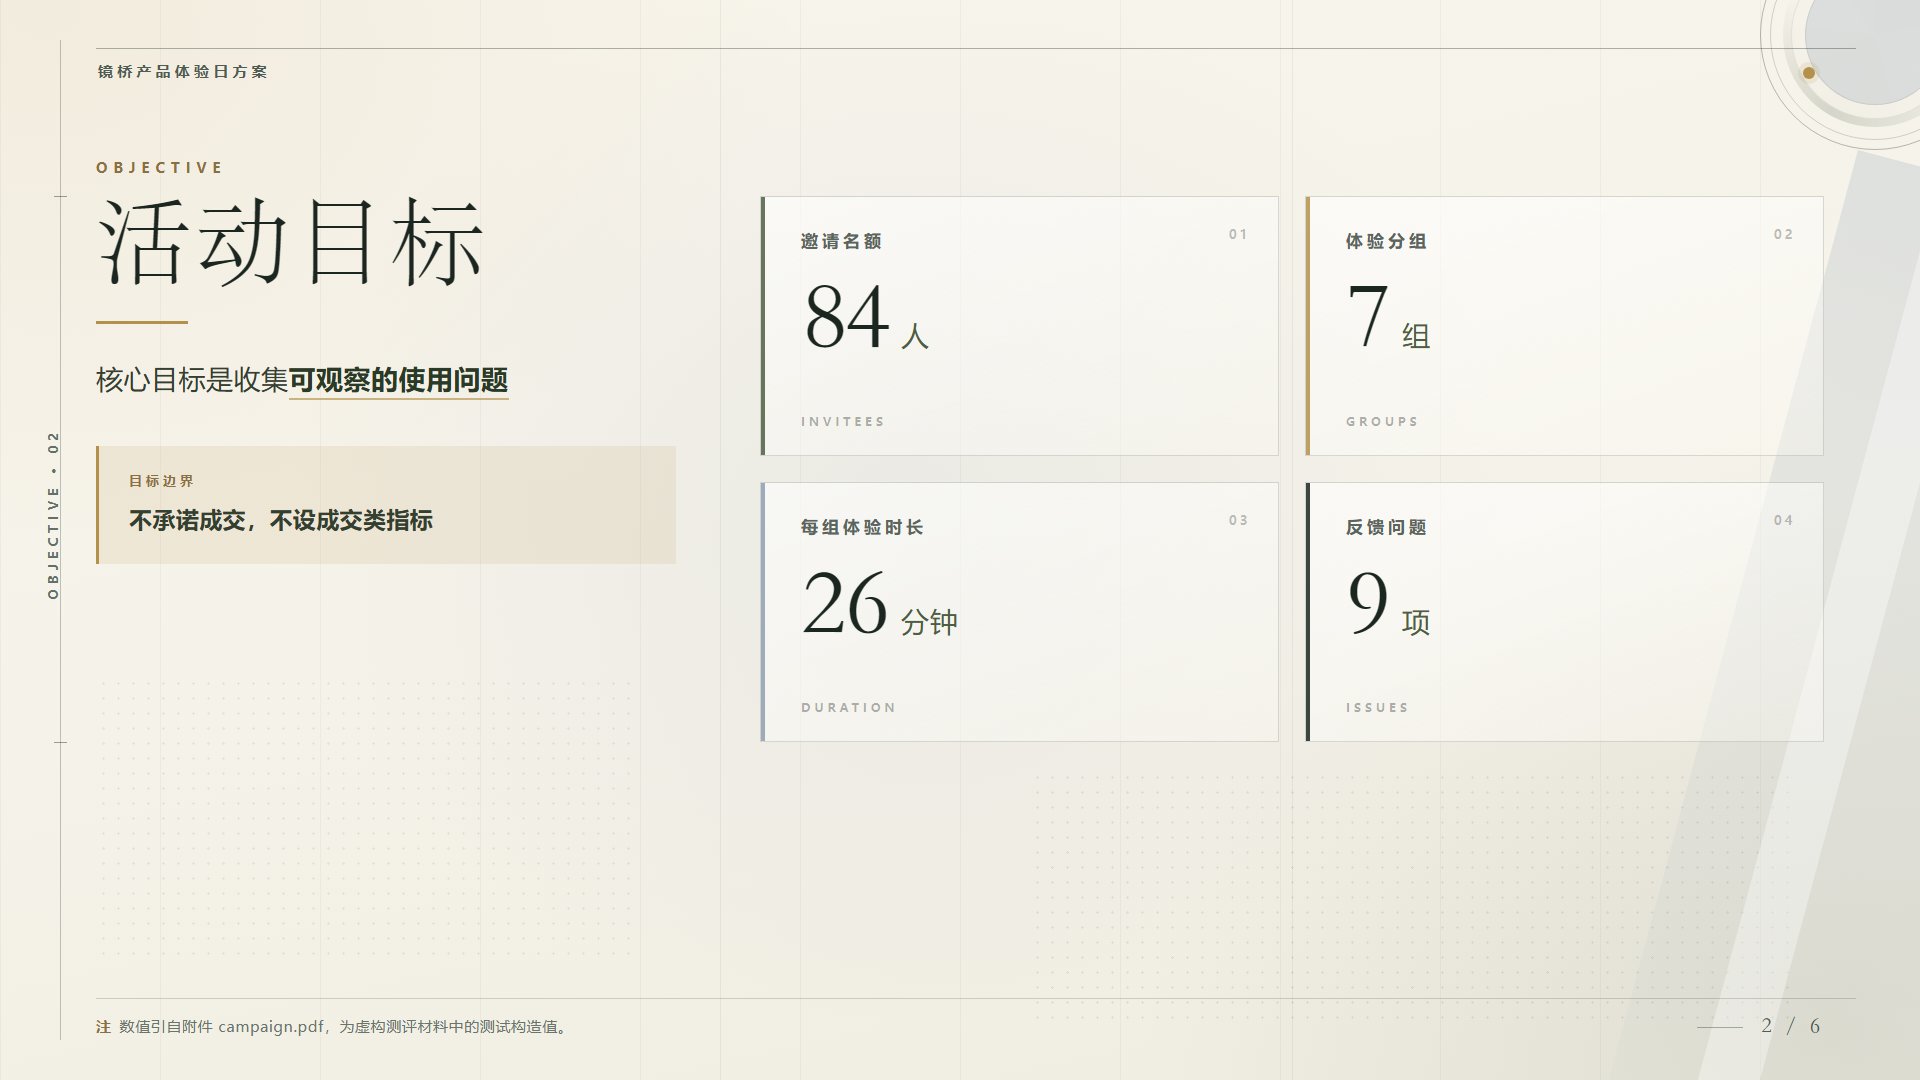 镜桥产品体验日方案
OBJECTIVE
活动目标
核心目标是收集可观察的使用问题
目标边界
不承诺成交，不设成交类指标
OBJECTIVE • 02
邀请名额
01
84 人
INVITEES
体验分组
02
7 组
GROUPS
每组体验时长
03
26 分钟
DURATION
反馈问题
04
9 项
ISSUES
注 数值引自附件 campaign.pdf，为虚构测评材料中的测试构造值。
2 / 6